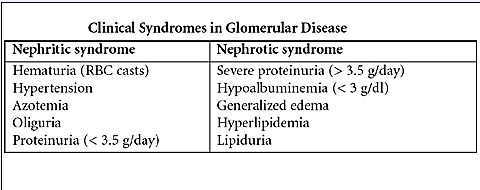 Clinical Syndromes in Glomerular Disease
Nephritic syndrome Nephrotic syndrome
Hematuria (RBC casts) Severe proteinuria (> 3.5 g/day)
Hypertension Hypoalbuminemia (< 3 g/dl)
Azotemia Generalized edema
Oliguria Hyperlipidemia
Proteinuria (< 3.5 g/day) Lipiduria